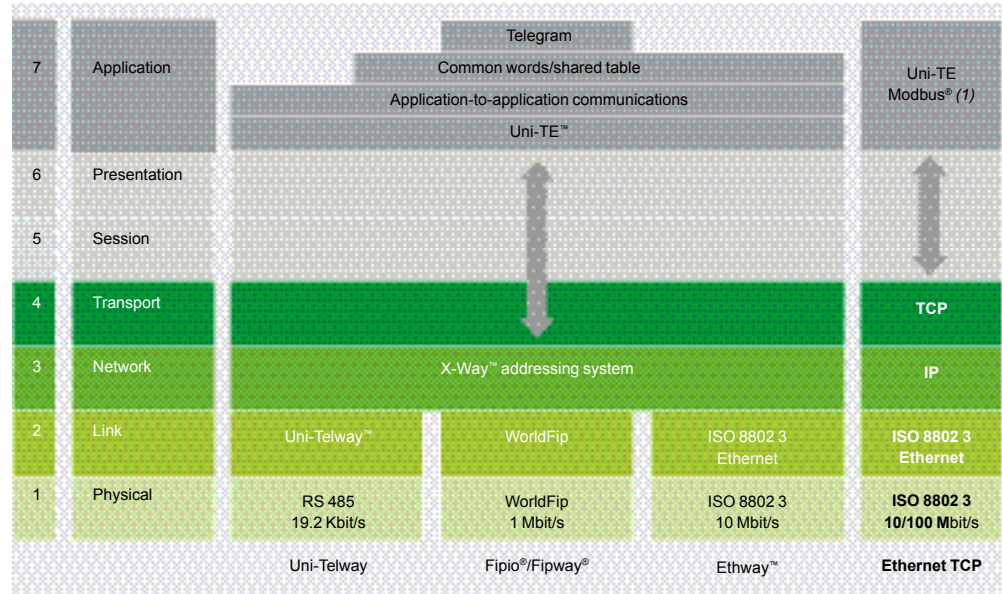 Telegram
7 Application Common words/shared table Uni-TE
Modbus® (1)
Application-to-application communications
Uni-TE™
6 Presentation
5 Session
4 Transport TCP
3 Network X-Way™ addressing system IP
2 Link Uni-Telway™ WorldFip ISO 8802 3 ISO 8802 3
Ethernet Ethernet
1 Physical RS 485 WorldFip ISO 8802 3 ISO 8802 3
19.2 Kbit/s 1 Mbit/s 10 Mbit/s 10/100 Mbit/s
Uni-Telway Fipio®/Fipway® Ethway™ Ethernet TCP